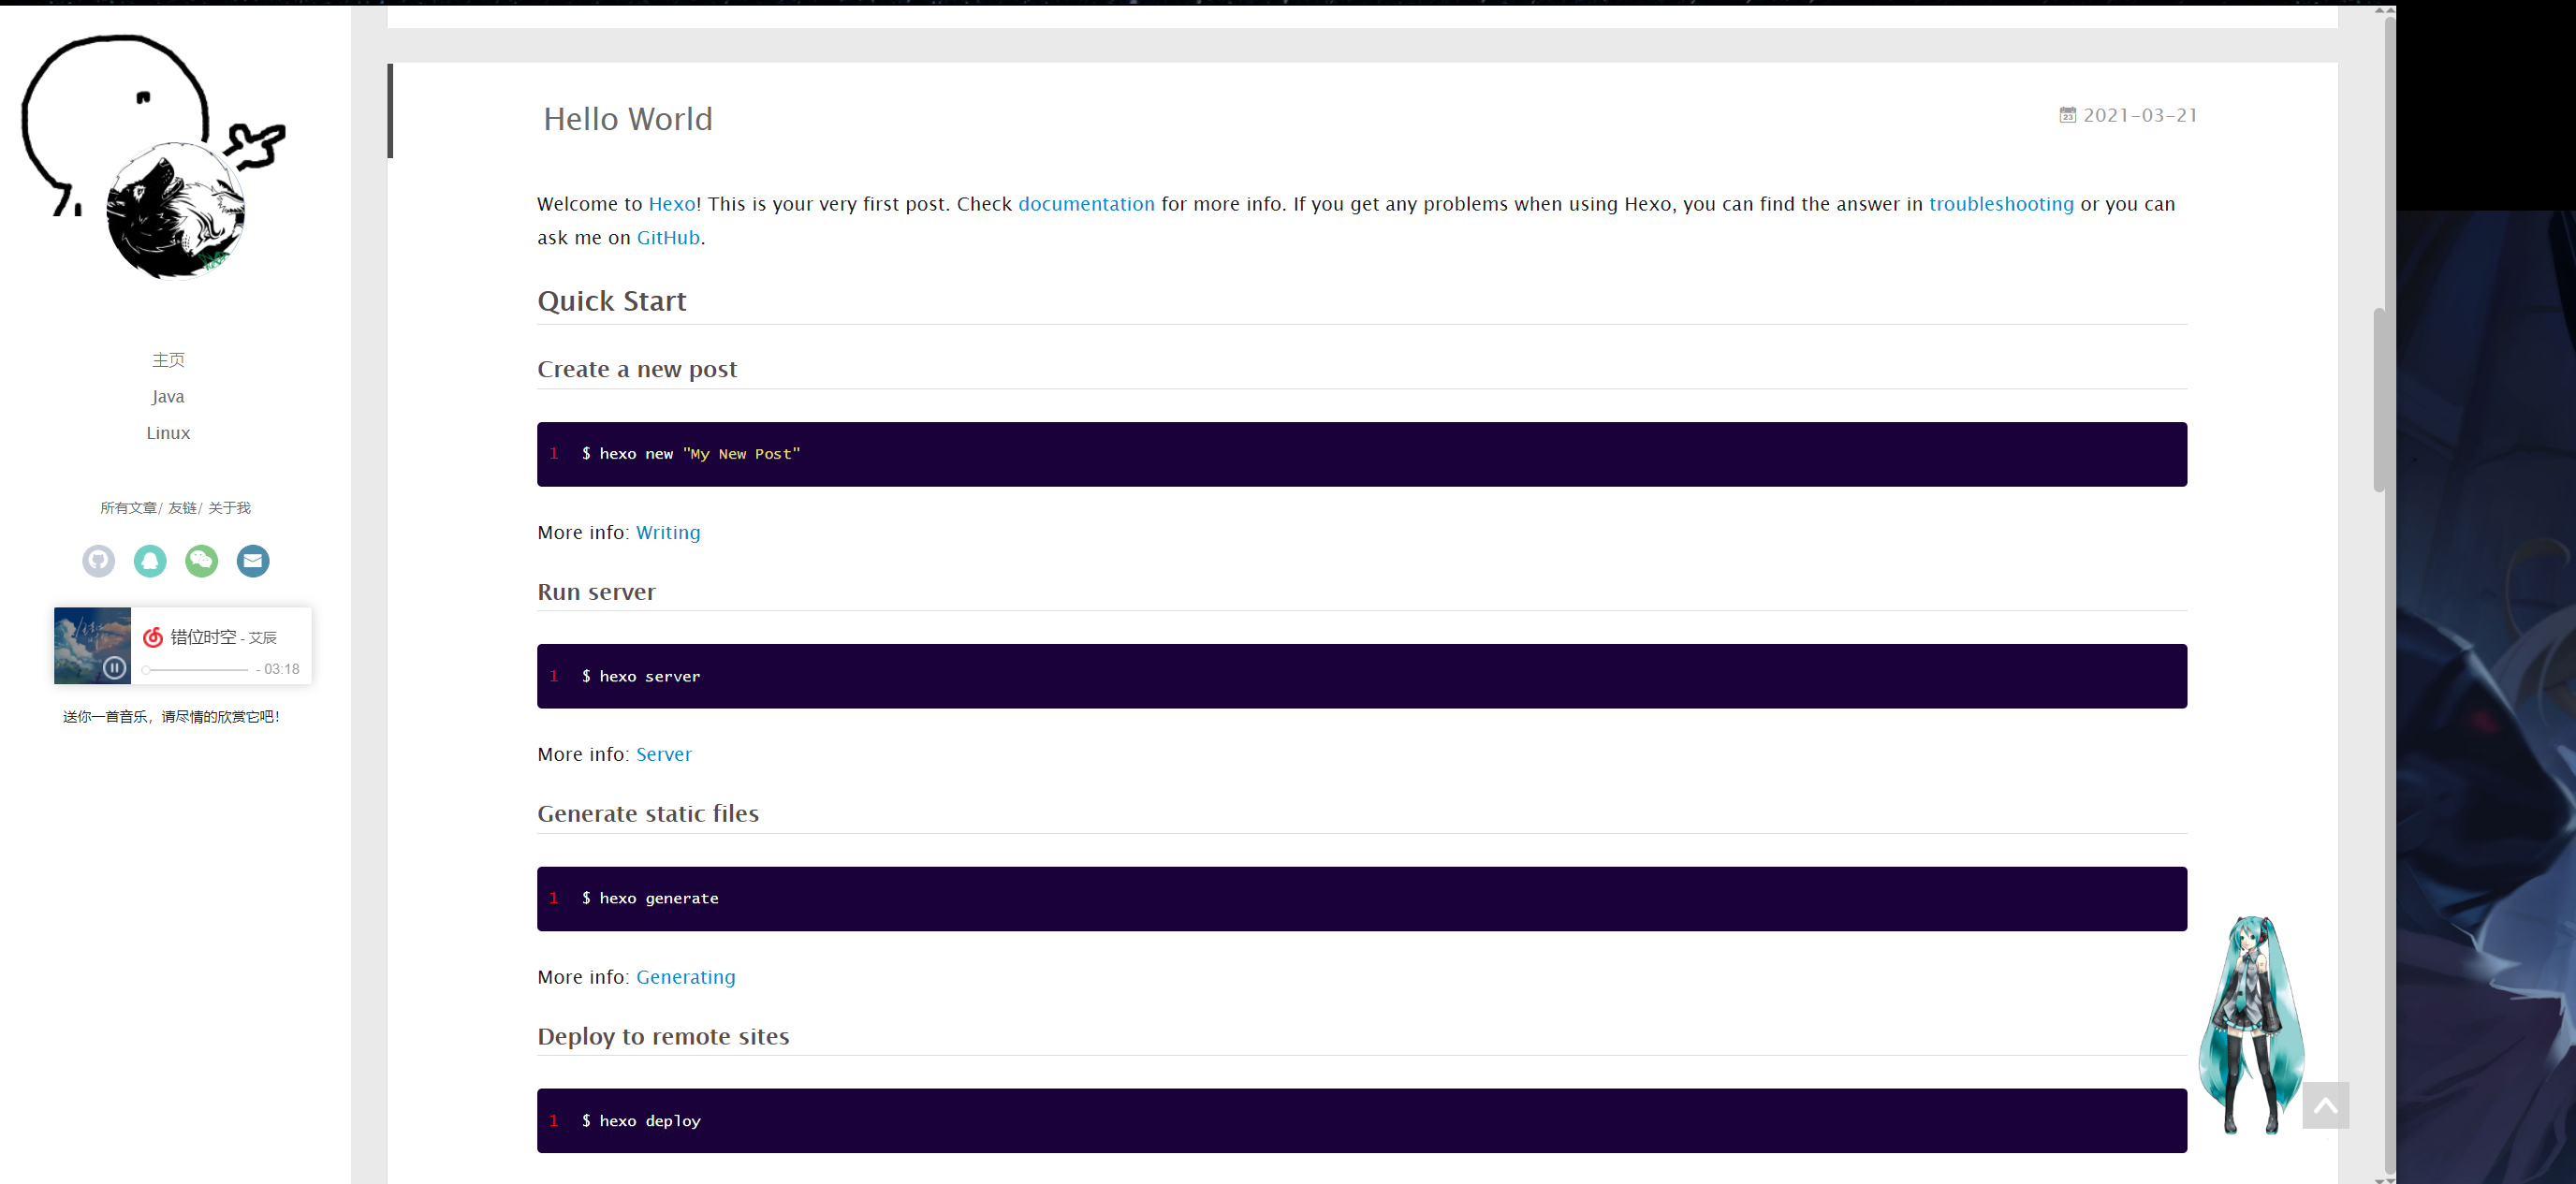 主页
Java
Linux
所有文章/ 友链/ 关于我
错位时空 - 艾辰
- 03:18
送你一首音乐，请尽情的欣赏它吧！
Hello World
23 2021-03-21
Welcome to Hexo! This is your very first post. Check documentation for more info. If you get any problems when using Hexo, you can find the answer in troubleshooting or you can
ask me on GitHub.
Quick Start
Create a new post
1 $ hexo new "My New Post"
More info: Writing
Run server
1 $ hexo server
More info: Server
Generate static files
1 $ hexo generate
More info: Generating
Deploy to remote sites
1 $ hexo deploy